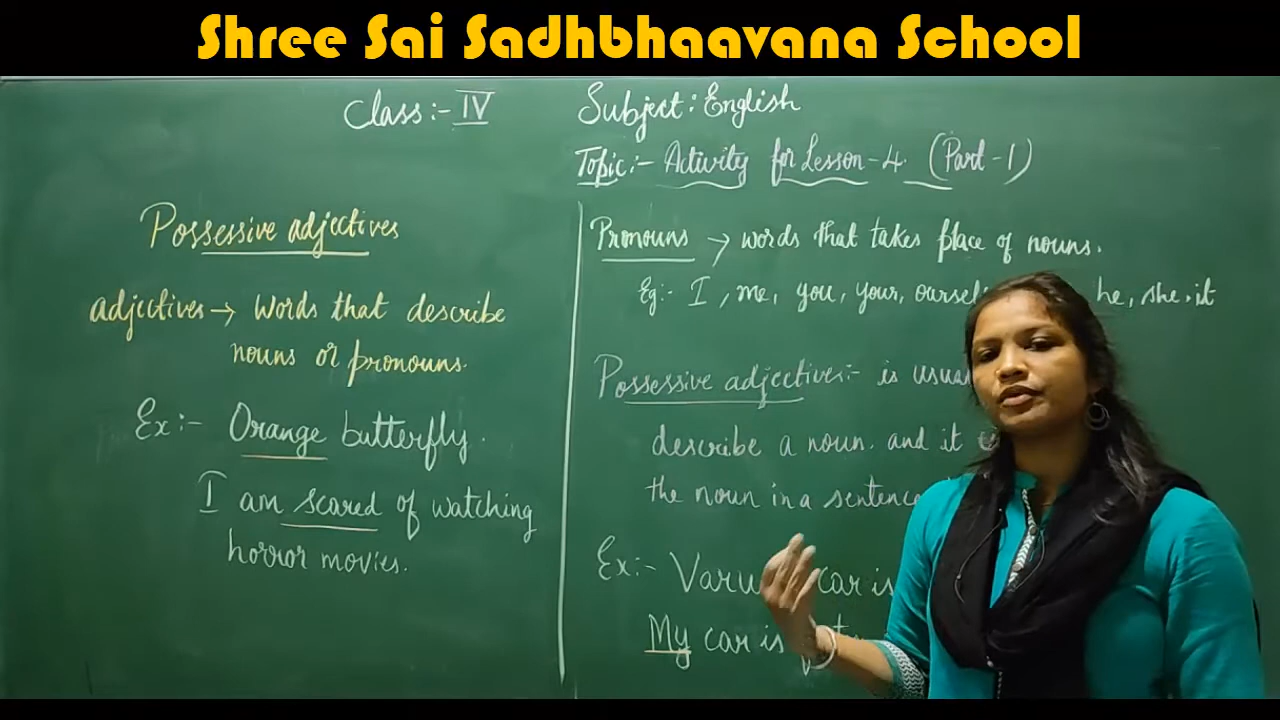 Shree Sai Sadhbhaavana School
Class:- IV
Subject: English
Topic:- Activity for Lesson-4. (Part-1)
Possessive adjectives
adjectives → Words that describe
nouns or pronouns.
Ex:- Orange butterfly.
I am scared of watching
horror movies.
Pronouns → words that takes place of nouns.
Eg:- I, me, you, your, he, she, it
Possessive adjectives:- is
describe a noun. and it
the noun in a sentence
Ex:- car is
My car is